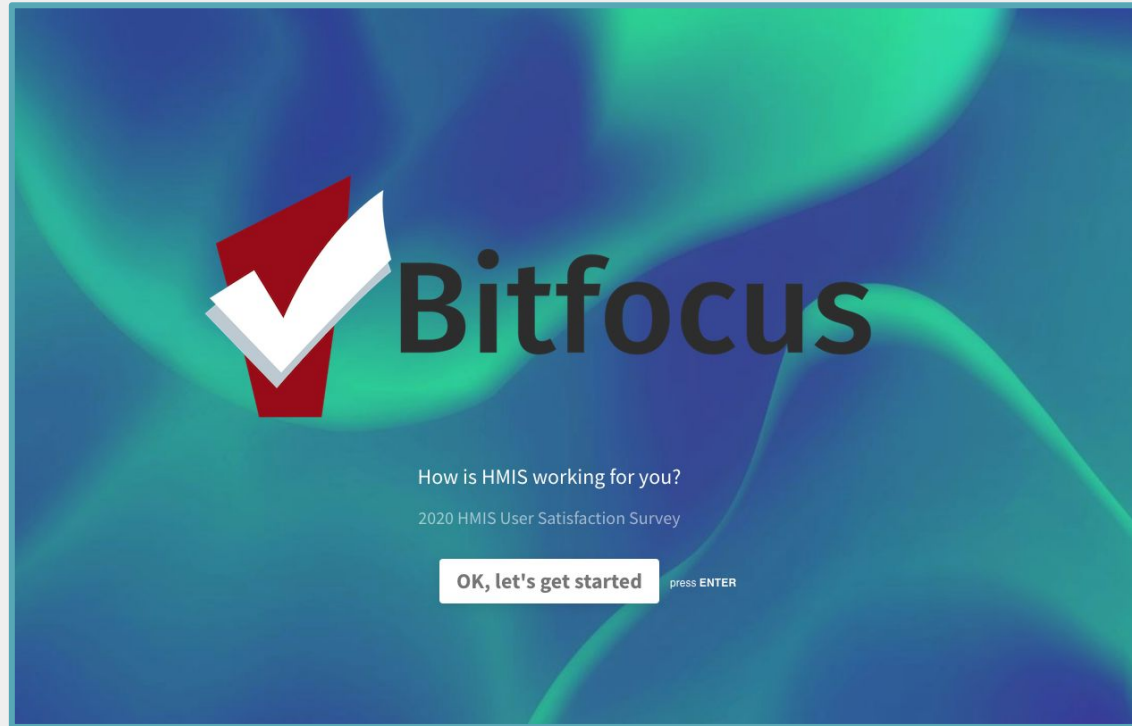 Bitfocus
How is HMIS working for you?
2020 HMIS User Satisfaction Survey
OK, let's get started press ENTER